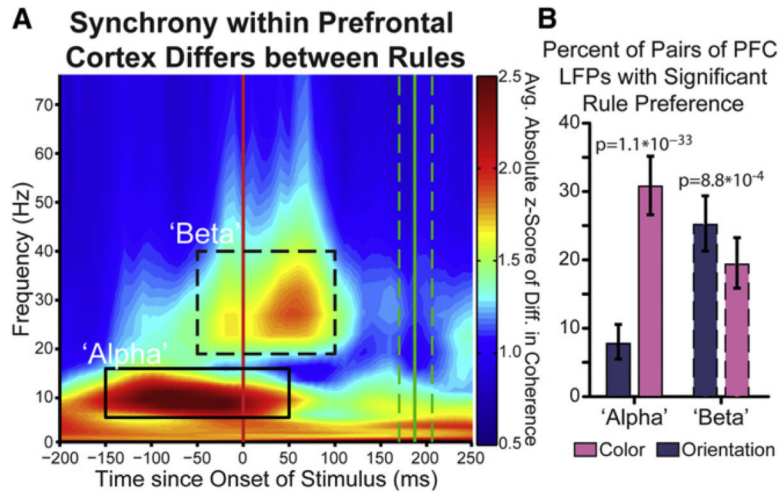 A
Synchrony within Prefrontal
Cortex Differs between Rules
Frequency (Hz)
70
60
50
40
30
20
10
0
'Beta'
'Alpha'
-200 -150 -100 -50 0 50 100 150 200 250
Time since Onset of Stimulus (ms)
2.5
2.0
1.5
1.0
0.5
Avg. Absolute z-Score of Diff. in Coherence
B
Percent of Pairs of PFC
LFPs with Significant
Rule Preference
40
30
20
10
0
p=1.1*10⁻³³
p=8.8*10⁻⁴
'Alpha' 'Beta'
Color Orientation